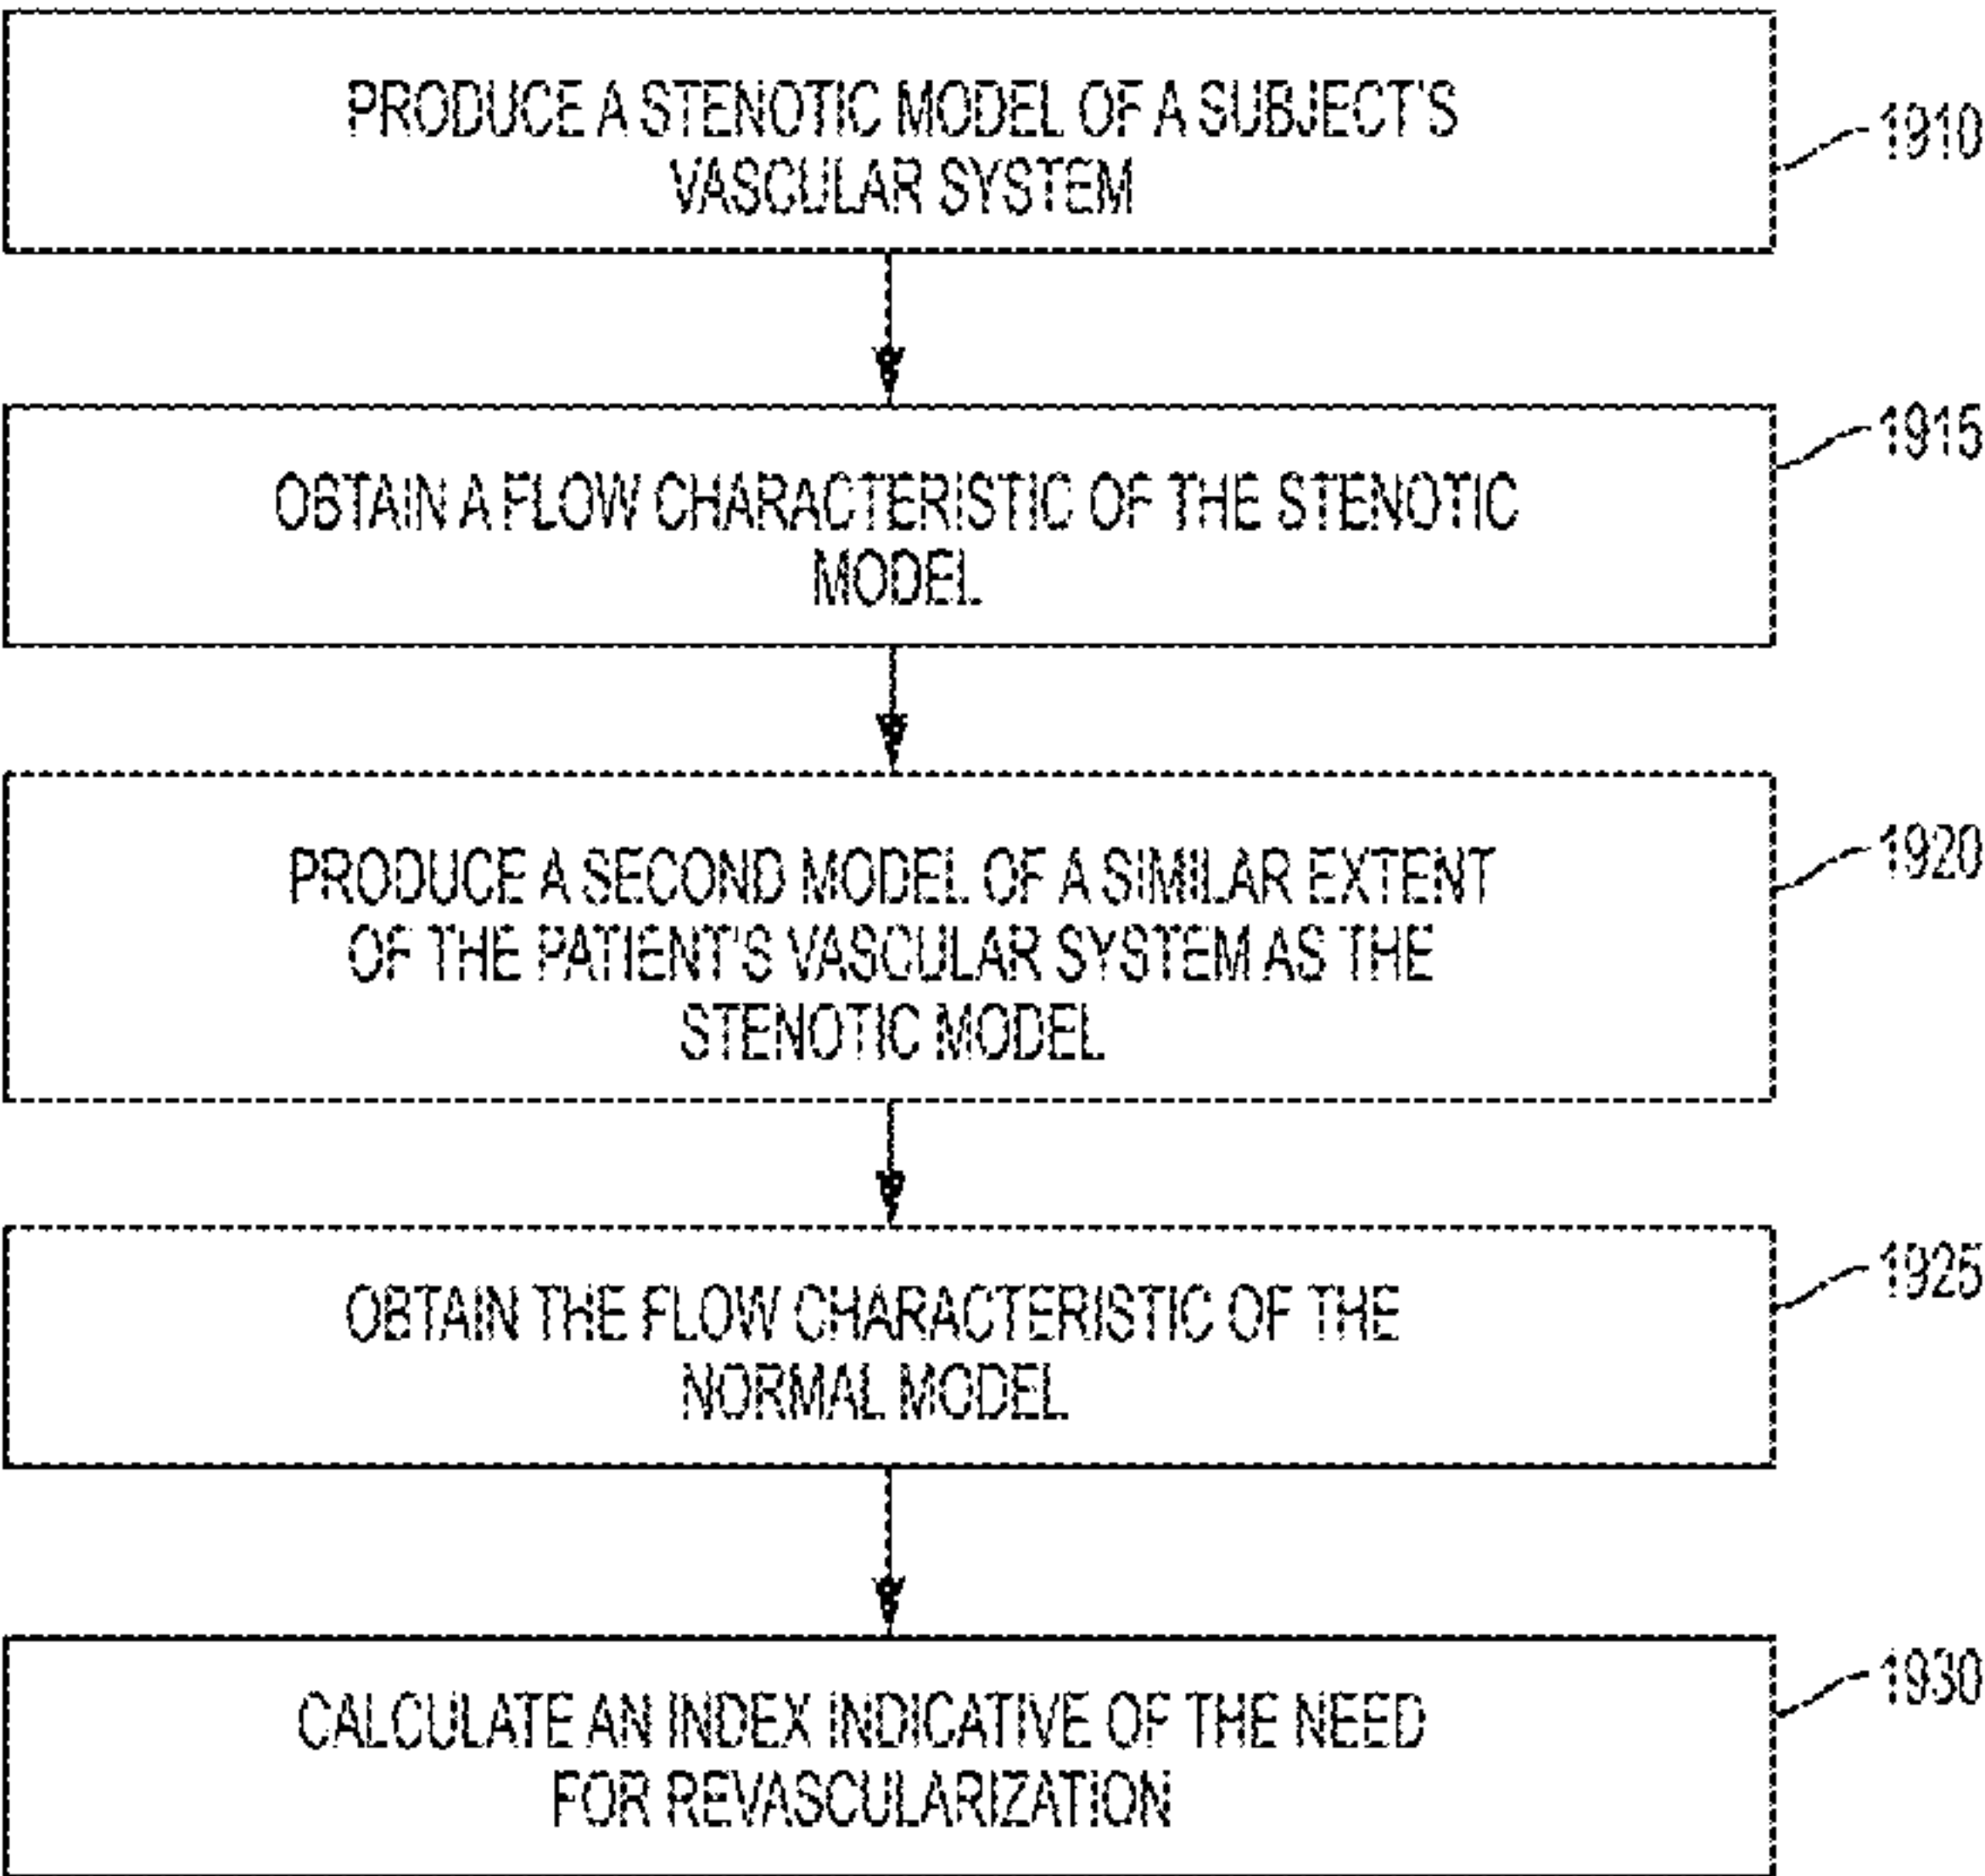 PRODUCE A STENOTIC MODEL OF A SUBJECT'S
VASCULAR SYSTEM
1910
OBTAIN A FLOW CHARACTERISTIC OF THE STENOTIC
MODEL
1915
PRODUCE A SECOND MODEL OF A SIMILAR EXTENT
OF THE PATIENT'S VASCULAR SYSTEM AS THE
STENOTIC MODEL
1920
OBTAIN THE FLOW CHARACTERISTIC OF THE
NORMAL MODEL
1925
CALCULATE AN INDEX INDICATIVE OF THE NEED
FOR REVASCULARIZATION
1930